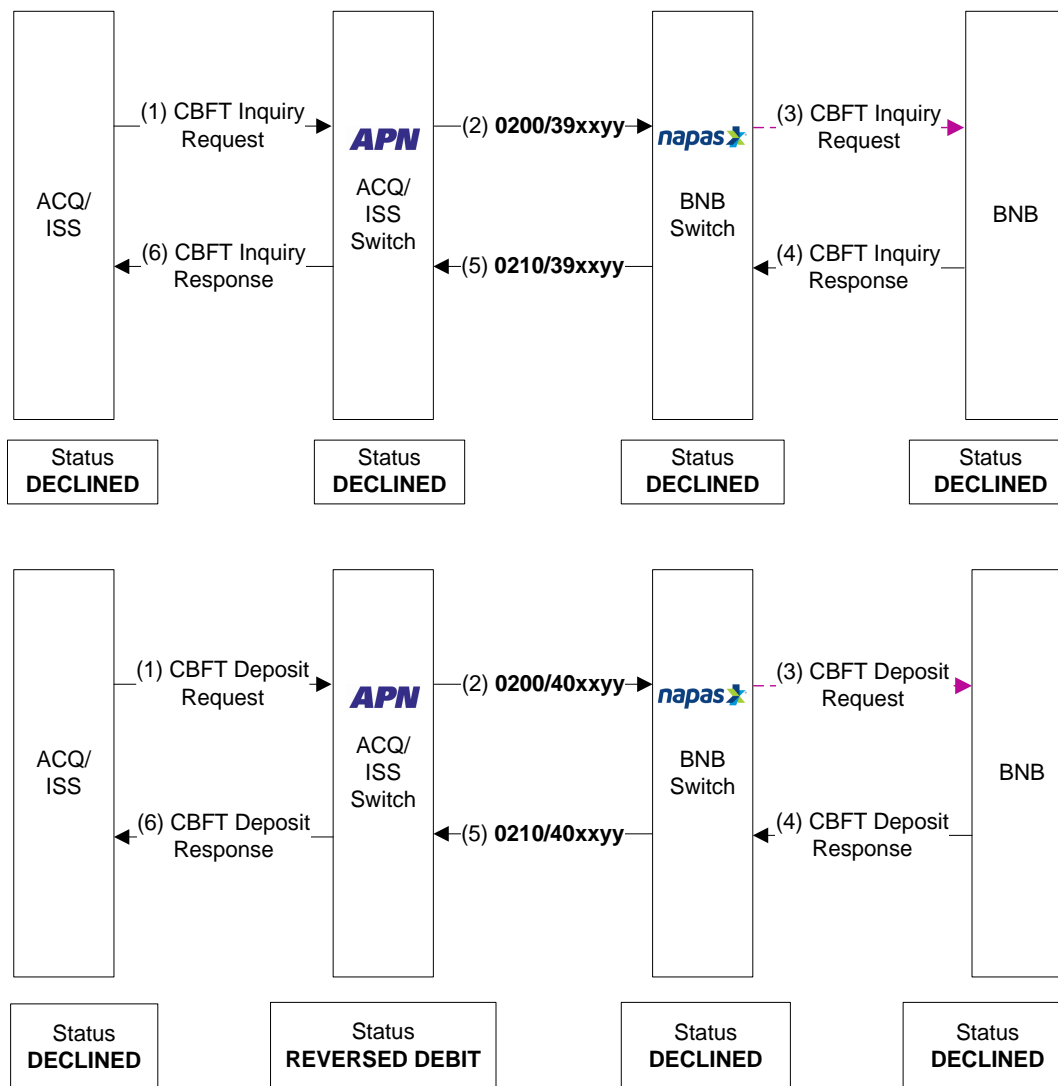 (1) CBFT Inquiry
Request
APN
(2) 0200/39xxyy
napas
(3) CBFT Inquiry
Request
ACQ/
ISS
ACQ/
ISS
Switch
BNB
Switch
BNB
(6) CBFT Inquiry
Response
(5) 0210/39xxyy
(4) CBFT Inquiry
Response
Status
DECLINED
Status
DECLINED
Status
DECLINED
Status
DECLINED
(1) CBFT Deposit
Request
APN
(2) 0200/40xxyy
napas
(3) CBFT Deposit
Request
ACQ/
ISS
ACQ/
ISS
Switch
BNB
Switch
BNB
(6) CBFT Deposit
Response
(5) 0210/40xxyy
(4) CBFT Deposit
Response
Status
DECLINED
Status
REVERSED DEBIT
Status
DECLINED
Status
DECLINED